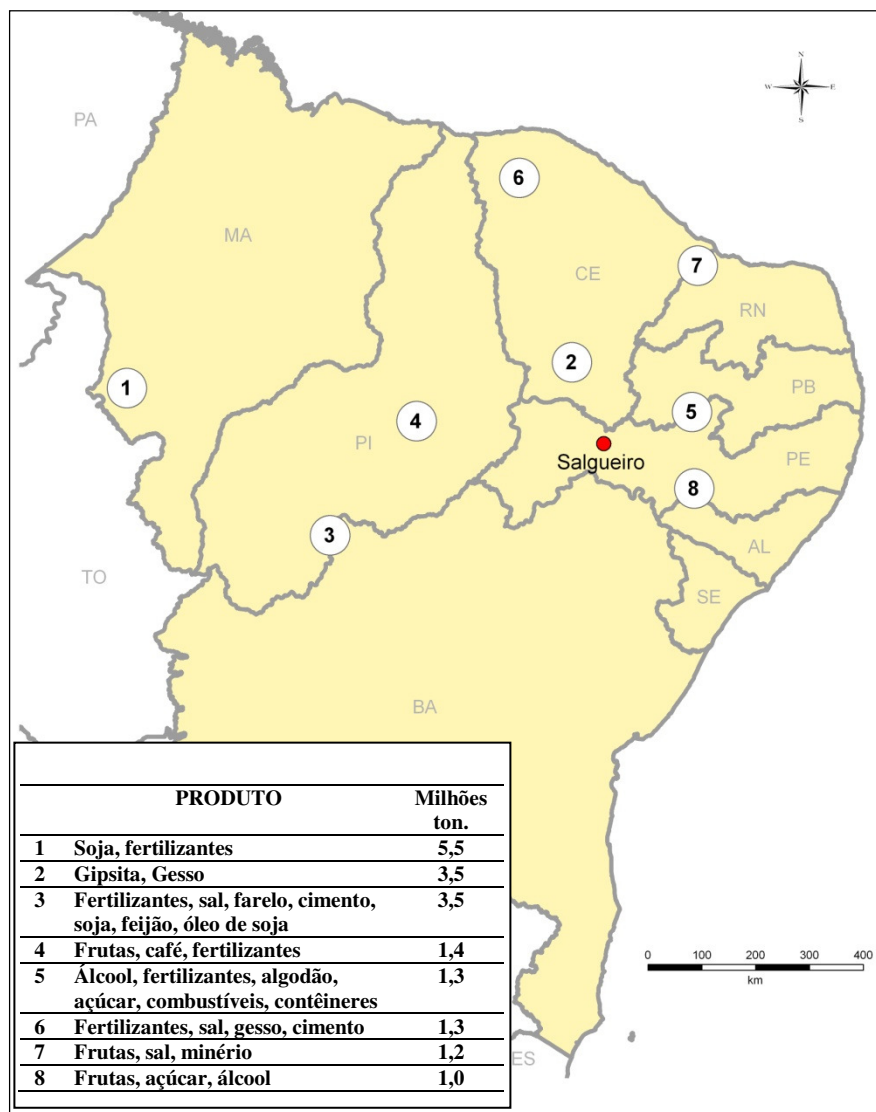 N
W E
S
PA
6
MA
CE
7
RN
2
1
PB
4
5
PI
Salgueiro
PE
8
3
AL
TO
SE
BA
PRODUTO Milhões
ton.
1 Soja, fertilizantes 5,5
2 Gipsita, Gesso 3,5
3 Fertilizantes, sal, farelo, cimento, 3,5
soja, feijão, óleo de soja
4 Frutas, café, fertilizantes 1,4
5 Álcool, fertilizantes, algodão, 1,3
açúcar, combustíveis, contêineres
6 Fertilizantes, sal, gesso, cimento 1,3
7 Frutas, sal, minério 1,2
8 Frutas, açúcar, álcool 1,0
0 100 200 300 400
km
ES